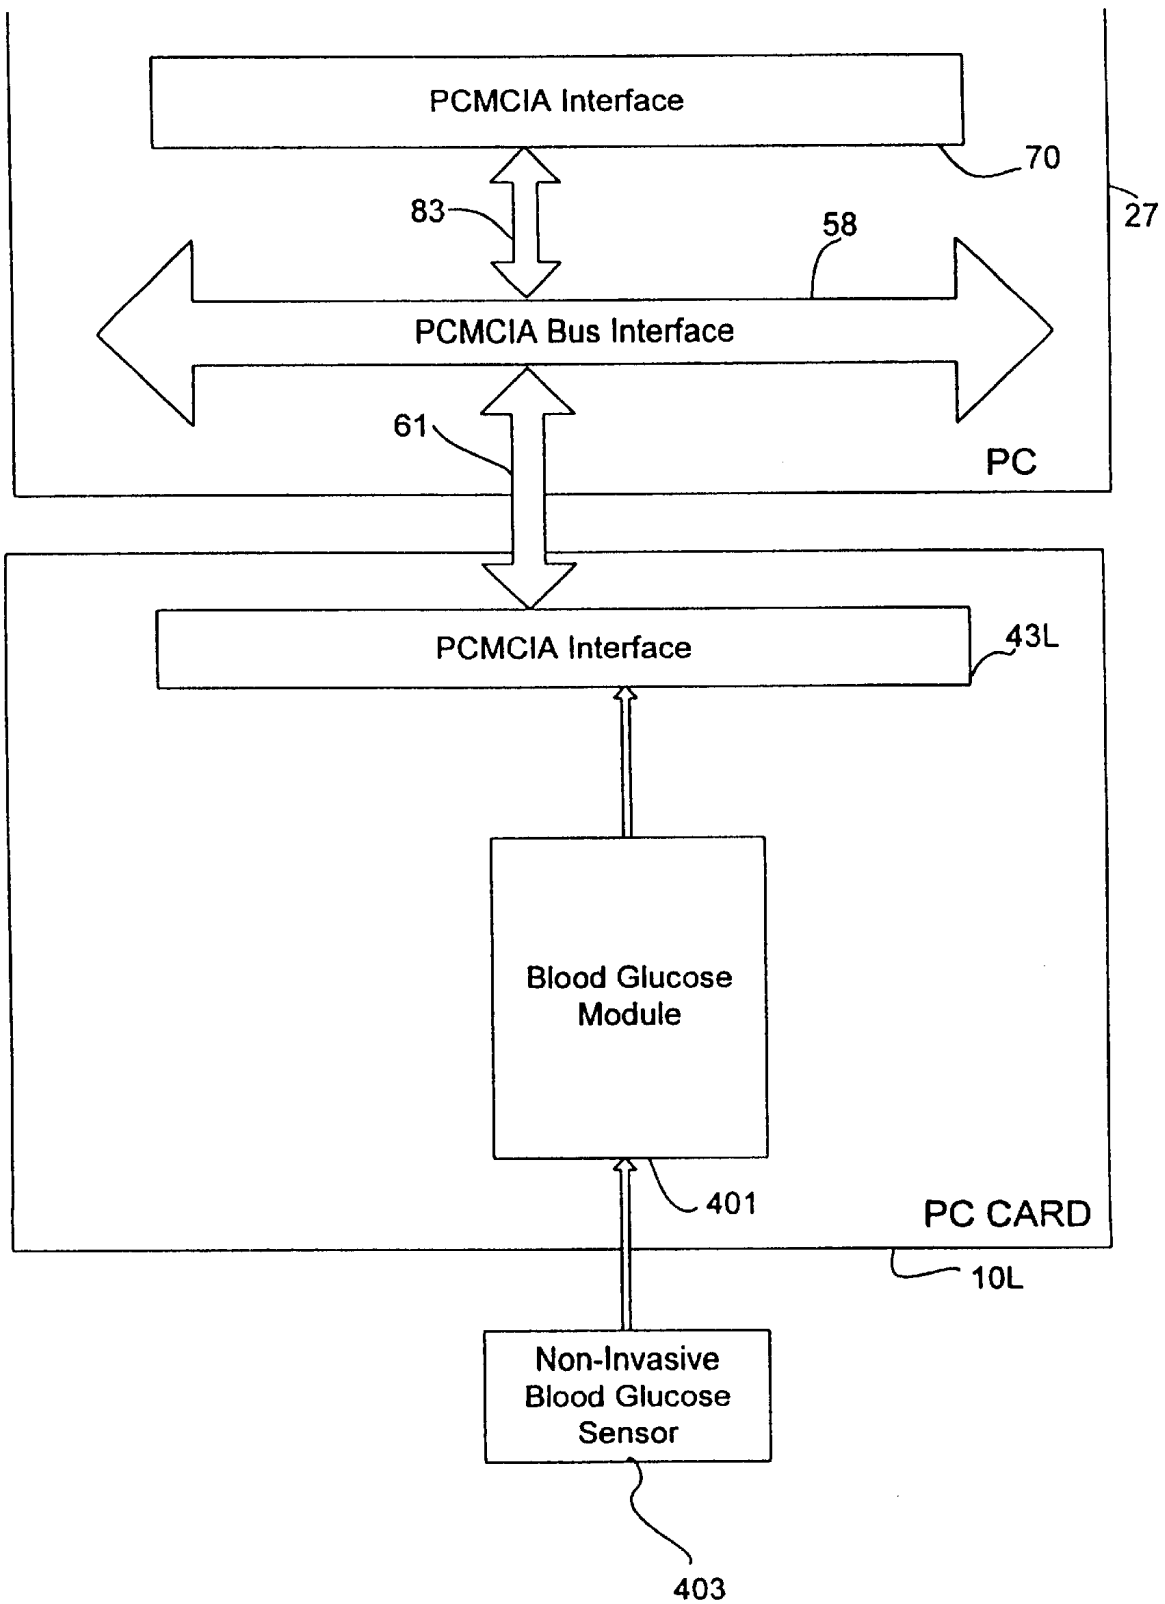 PCMCIA Interface
70
27
83
58
PCMCIA Bus Interface
61
PC
PCMCIA Interface
43L
Blood Glucose
Module
401
PC CARD
10L
Non-Invasive
Blood Glucose
Sensor
403